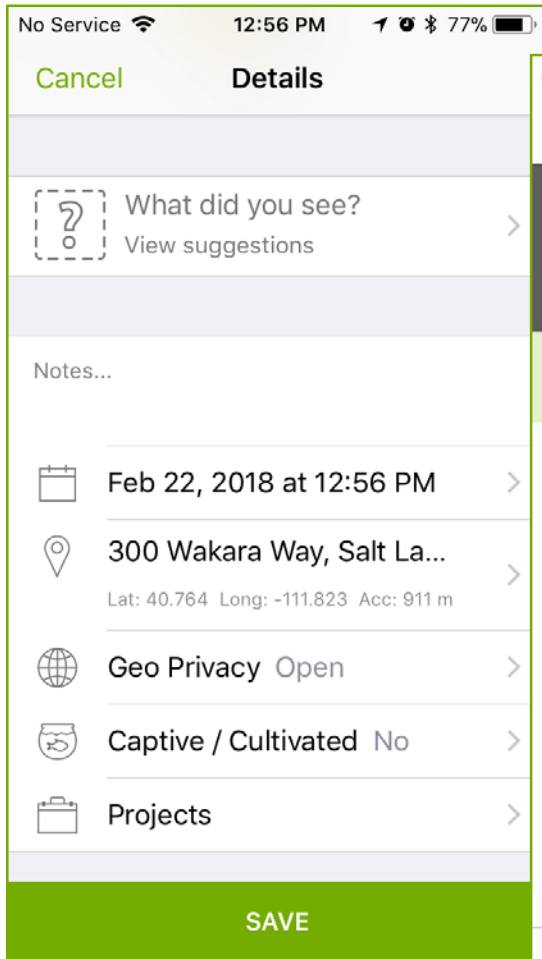 No Service 12:56 PM 77%
Cancel Details
?
What did you see?
View suggestions
Notes...
Feb 22, 2018 at 12:56 PM
300 Wakara Way, Salt La...
Lat: 40.764 Long: -111.823 Acc: 911 m
Geo Privacy Open
Captive / Cultivated No
Projects
SAVE